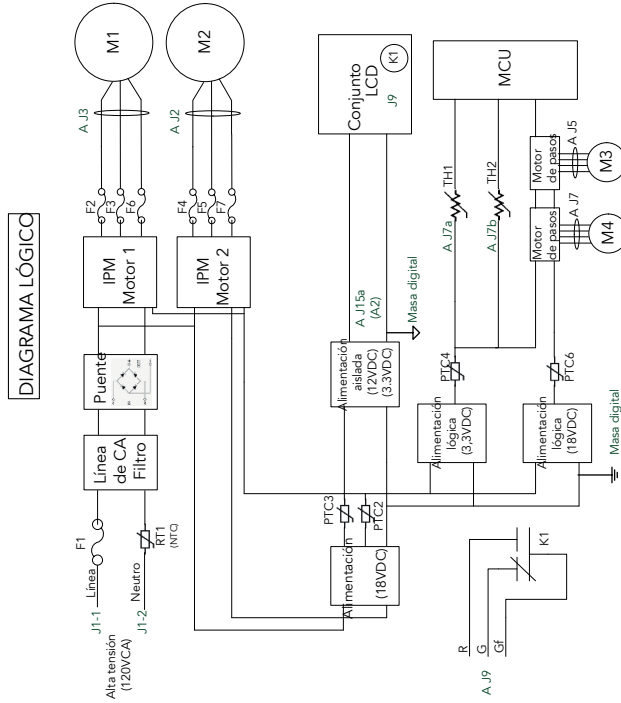 DIAGRAMA LÓGICO
M1
A J3
F2
F3
F6
IPM
Motor 1
Puente
Línea
de CA
Filtro
F1
Línea
J1-1
Alta tensión
(120VCA)
J1-2
Neutro
RT1
(NTC)
M2
A J2
F4
F5
F7
IPM
Motor 2
Conjunto
LCD
K1
J9
A J15a
(A2)
Masa digital
Alimentación
aislada
(12VDC)
(3.3VDC)
PTC3
PTC2
Alimentación
(18VDC)
MCU
TH1
A J7a
TH2
A J7b
Motor
de pasos
A J5
M3
Motor
de pasos
A J7
M4
PTC4
PTC6
Alimentación
lógica
(3,3VDC)
Alimentación
lógica
(18VDC)
Masa digital
K1
R
G
Gf
A J9